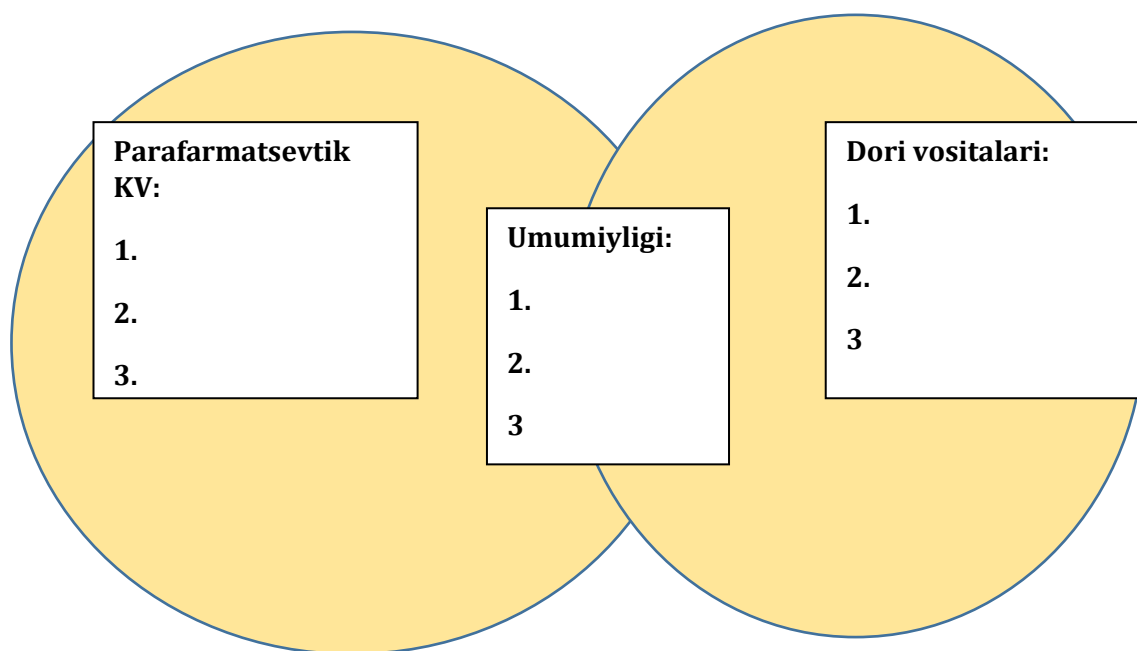 Parafarmatsevtik
KV:
1.
2.
3.
Umumiyligi:
1.
2.
3
Dori vositalari:
1.
2.
3